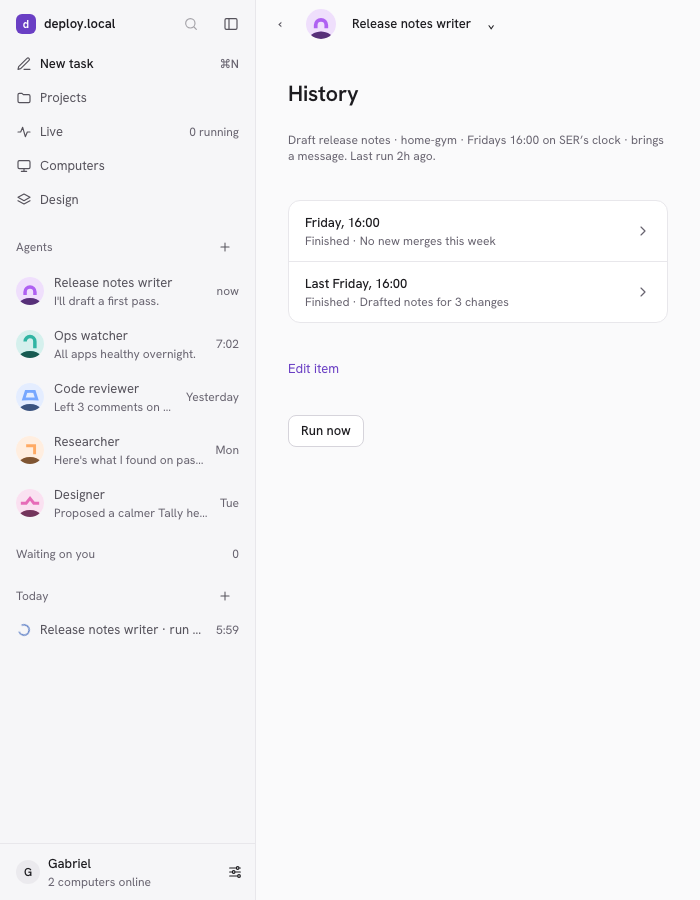 d deploy.local
New task ⌘N
Projects
Live 0 running
Computers
Design
Agents
Release notes writer
I'll draft a first pass.
now
Ops watcher
All apps healthy overnight.
7:02
Code reviewer
Left 3 comments on ...
Yesterday
Researcher
Here's what I found on pas...
Mon
Designer
Proposed a calmer Tally he...
Tue
Waiting on you 0
Today
Release notes writer · run ... 5:59
G
Gabriel
2 computers online
Release notes writer
History
Draft release notes · home-gym · Fridays 16:00 on SER’s clock · brings
a message. Last run 2h ago.
Friday, 16:00
Finished · No new merges this week
Last Friday, 16:00
Finished · Drafted notes for 3 changes
Edit item
Run now